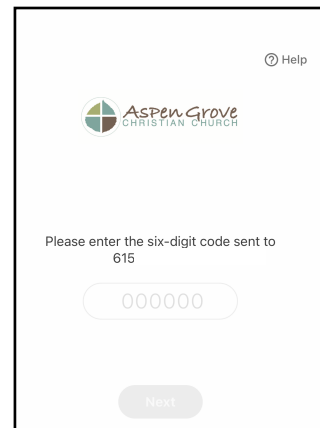 Help
Aspen Grove
CHRISTIAN CHURCH
Please enter the six-digit code sent to
615
000000
Next